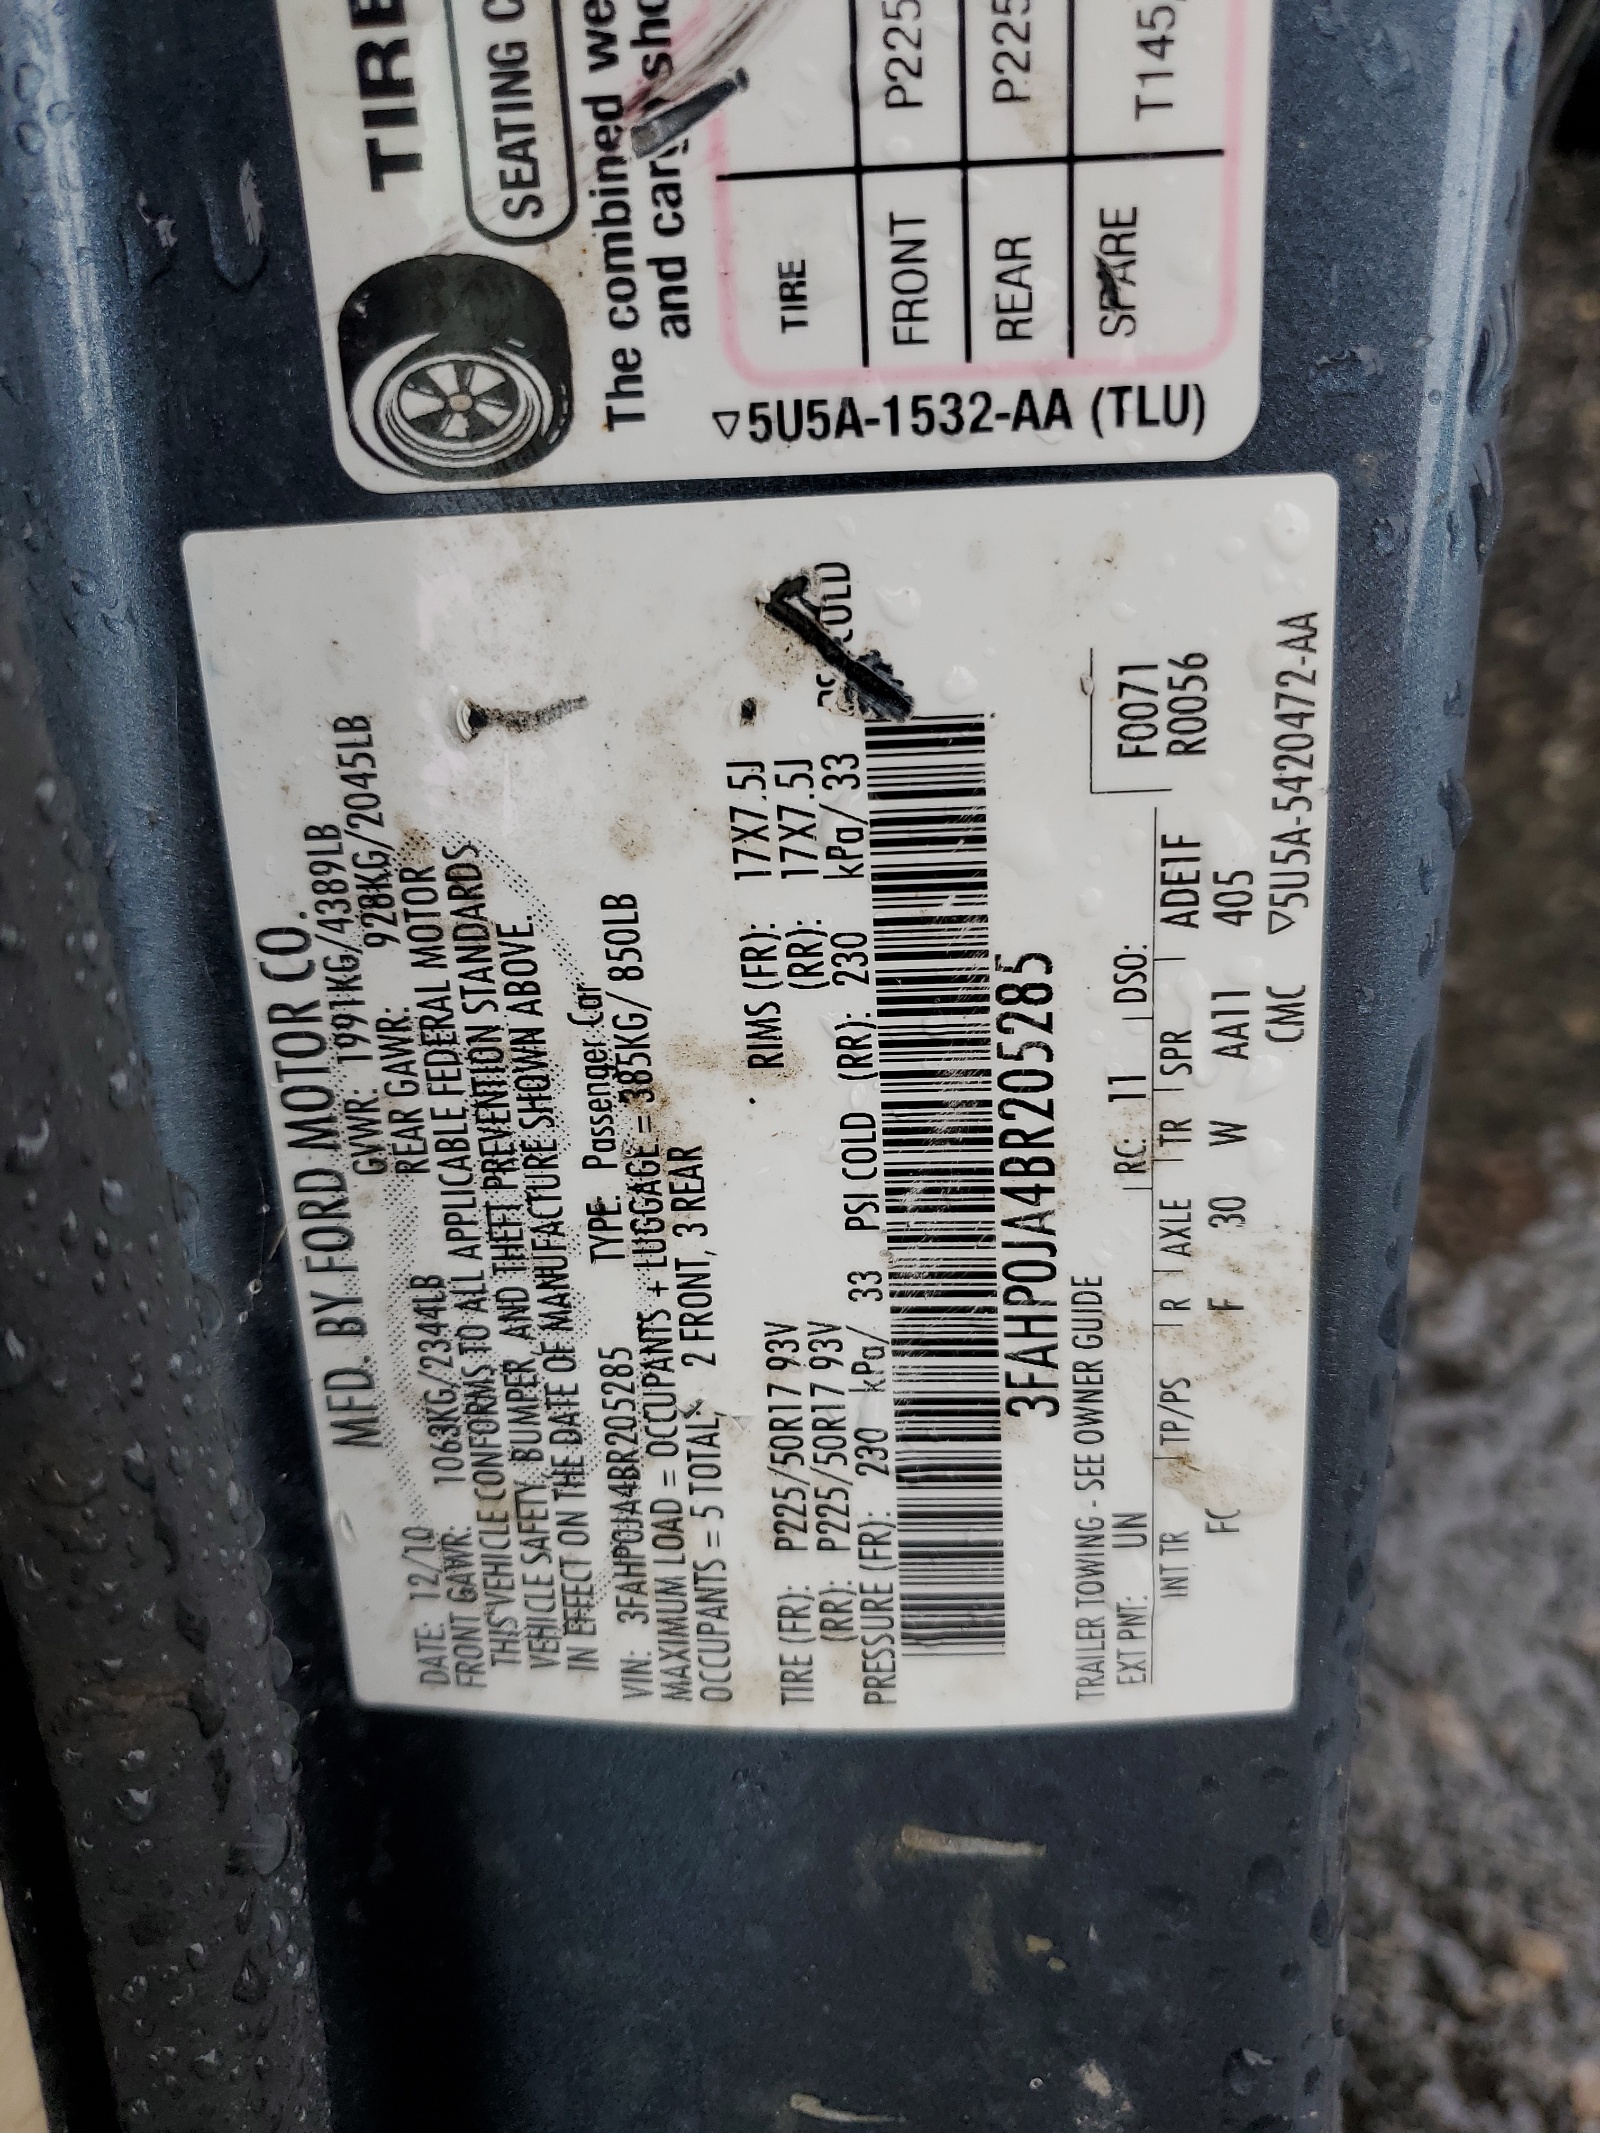 TIRE
SEATING C
The combined we
and carg sho
TIRE
FRONT P225
REAR P225
SPARE T145
5U5A-1532-AA (TLU)
MFD. BY FORD MOTOR CO.
DATE: 12/10 GVWR: 1991KG/4389LB
FRONT GAWR: 1063KG/2344LB REAR GAWR: 928KG/2045LB
THIS VEHICLE CONFORMS TO ALL APPLICABLE FEDERAL MOTOR
VEHICLE SAFETY, BUMPER, AND THEFT PREVENTION STANDARDS
IN EFFECT ON THE DATE OF MANUFACTURE SHOWN ABOVE.
VIN: 3FAHP0JA4BR205285 TYPE: Passenger Car
MAXIMUM LOAD = OCCUPANTS + LUGGAGE = 385KG/ 850LB
OCCUPANTS = 5 TOTAL, 2 FRONT, 3 REAR
TIRE (FR): P225/50R17 93V RIMS (FR): 17X7.5J
(RR): P225/50R17 93V (RR): 17X7.5J
PRESSURE (FR): 230 kPa/ 33 PSI COLD (RR): 230 kPa/ 33 COLD
3FAHP0JA4BR205285
TRAILER TOWING - SEE OWNER GUIDE
EXT PNT: UN RC: 11 DSO: F0071
R0056
INT TR TP/PS R AXLE TR SPR ADE1F
FC F 30 W AA11 405
CMC 5U5A-5420472-AA